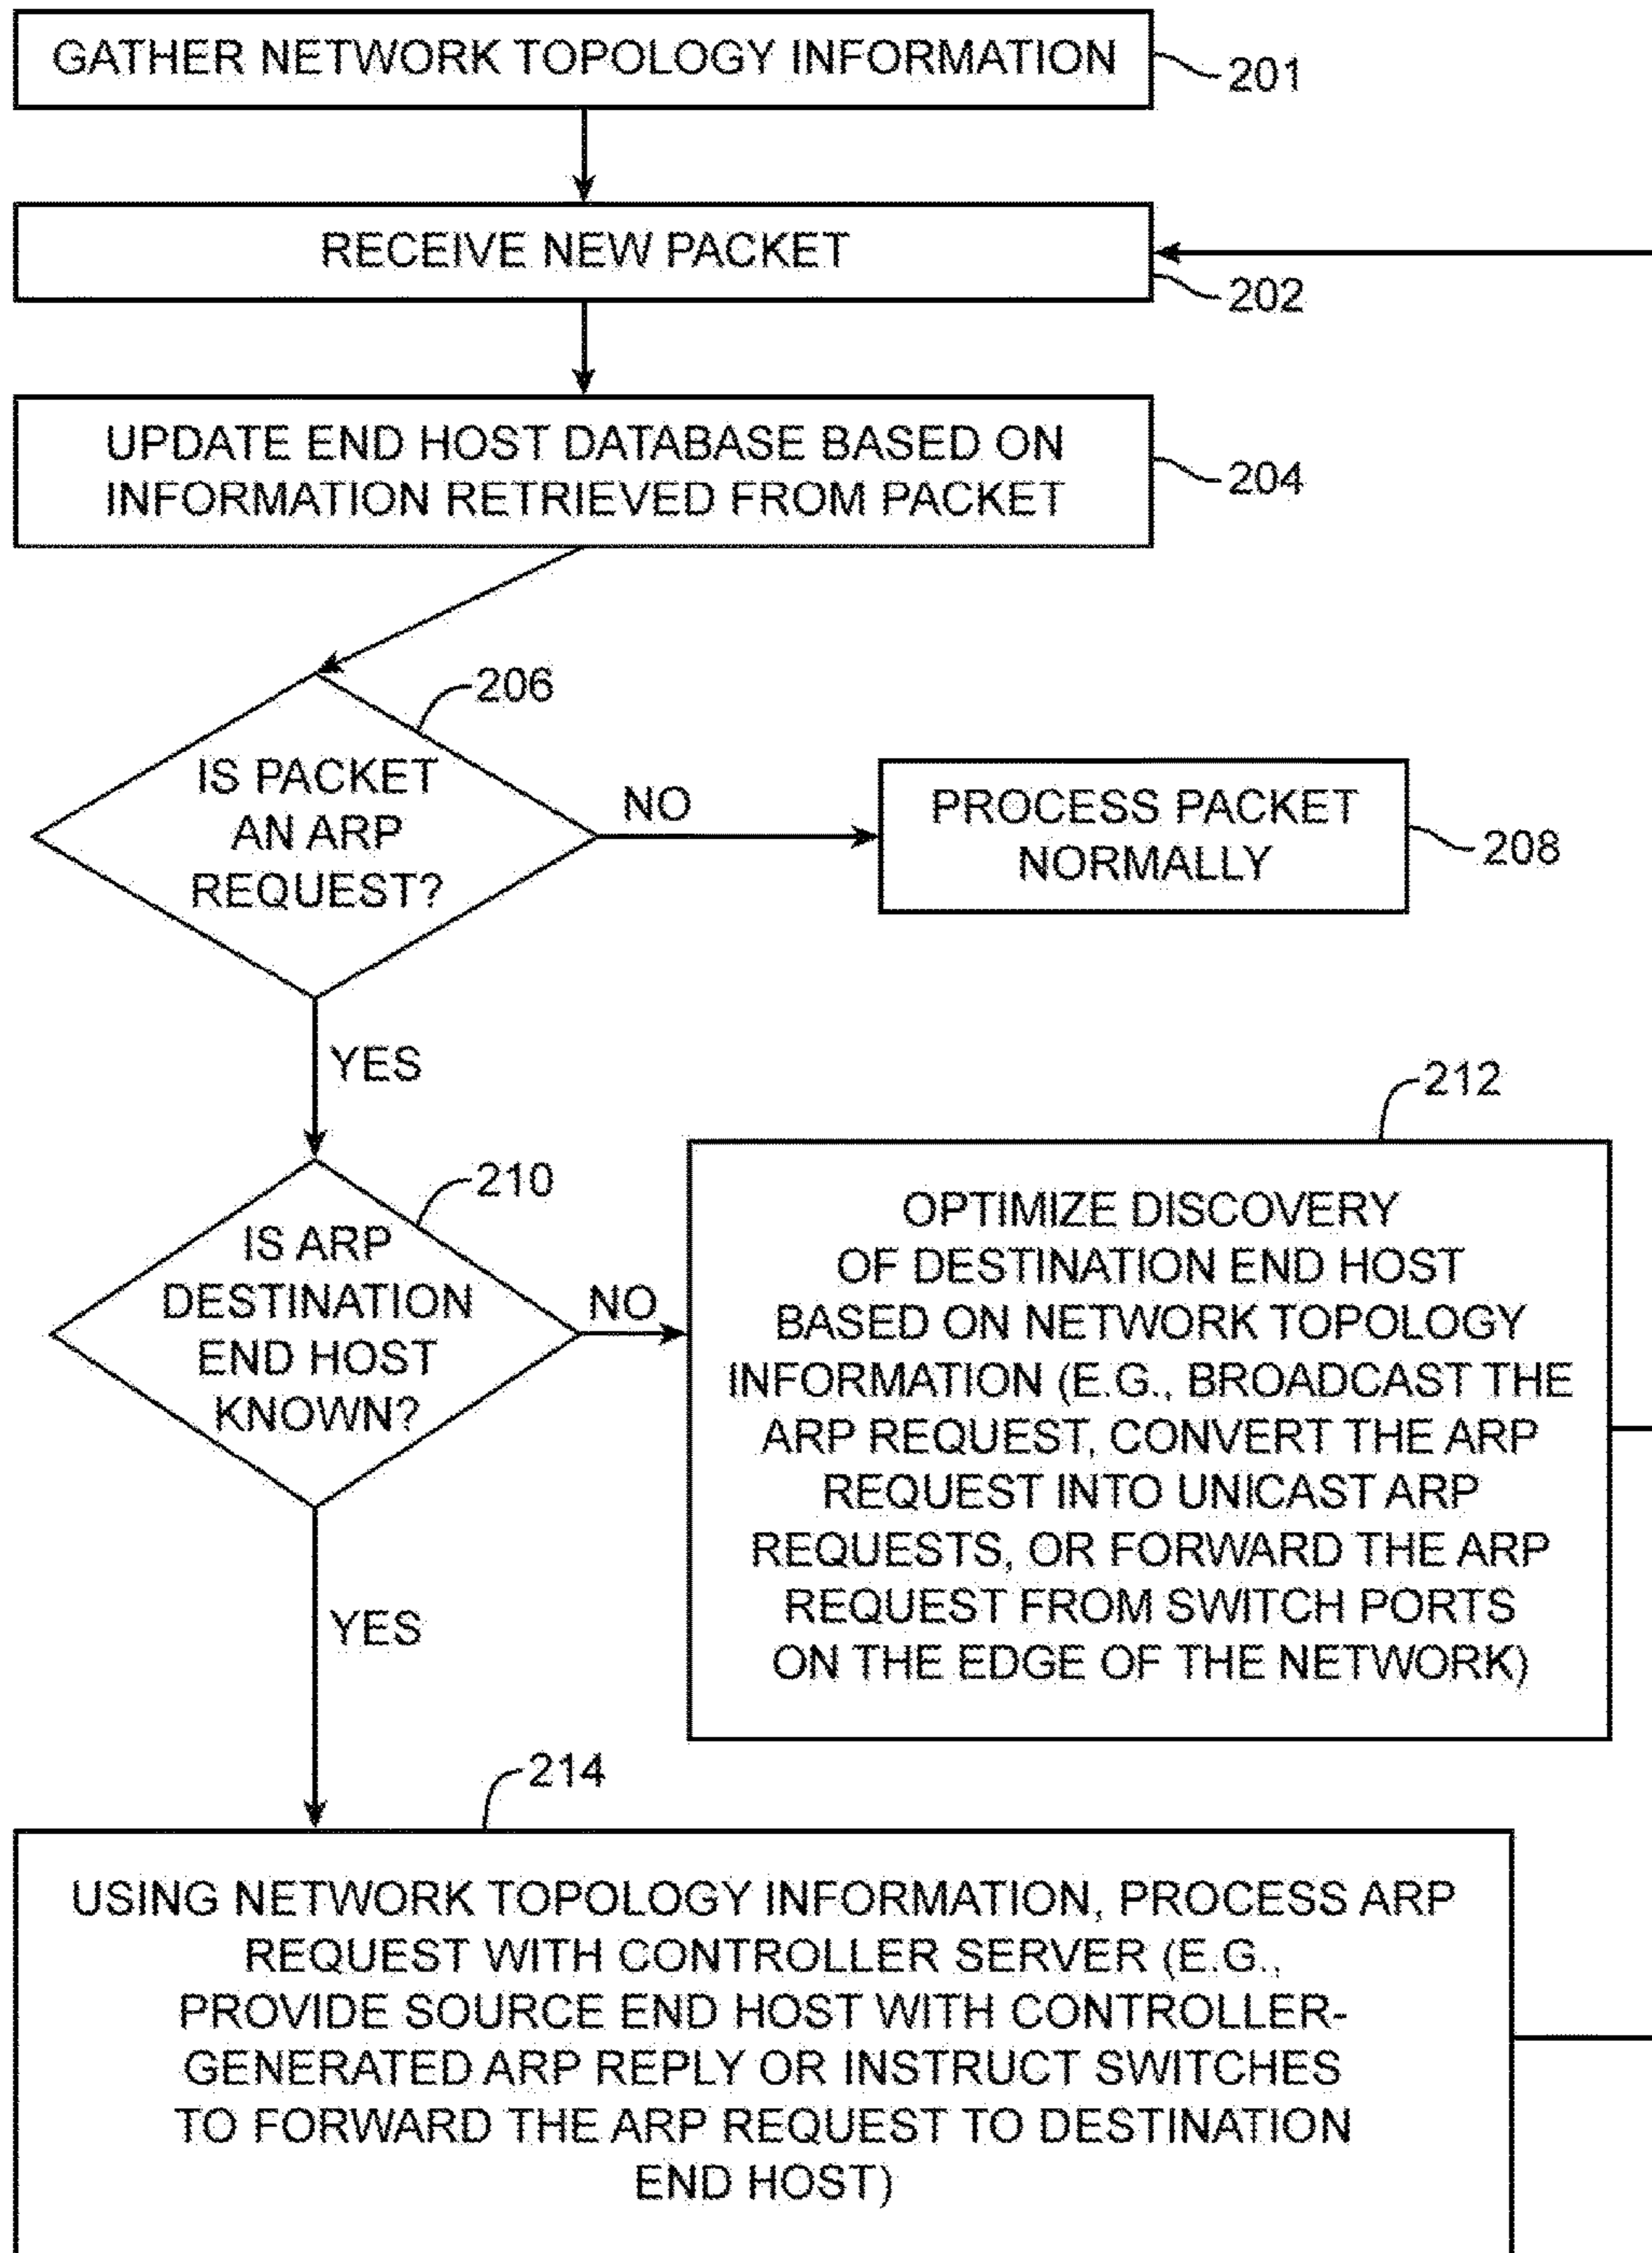 GATHER NETWORK TOPOLOGY INFORMATION
201
RECEIVE NEW PACKET
202
UPDATE END HOST DATABASE BASED ON
INFORMATION RETRIEVED FROM PACKET
204
206
IS PACKET
AN ARP
REQUEST?
NO
PROCESS PACKET
NORMALLY
208
YES
210
IS ARP
DESTINATION
END HOST
KNOWN?
NO
212
OPTIMIZE DISCOVERY
OF DESTINATION END HOST
BASED ON NETWORK TOPOLOGY
INFORMATION (E.G., BROADCAST THE
ARP REQUEST, CONVERT THE ARP
REQUEST INTO UNICAST ARP
REQUESTS, OR FORWARD THE ARP
REQUEST FROM SWITCH PORTS
ON THE EDGE OF THE NETWORK)
YES
214
USING NETWORK TOPOLOGY INFORMATION, PROCESS ARP
REQUEST WITH CONTROLLER SERVER (E.G.,
PROVIDE SOURCE END HOST WITH CONTROLLER-
GENERATED ARP REPLY OR INSTRUCT SWITCHES
TO FORWARD THE ARP REQUEST TO DESTINATION
END HOST)